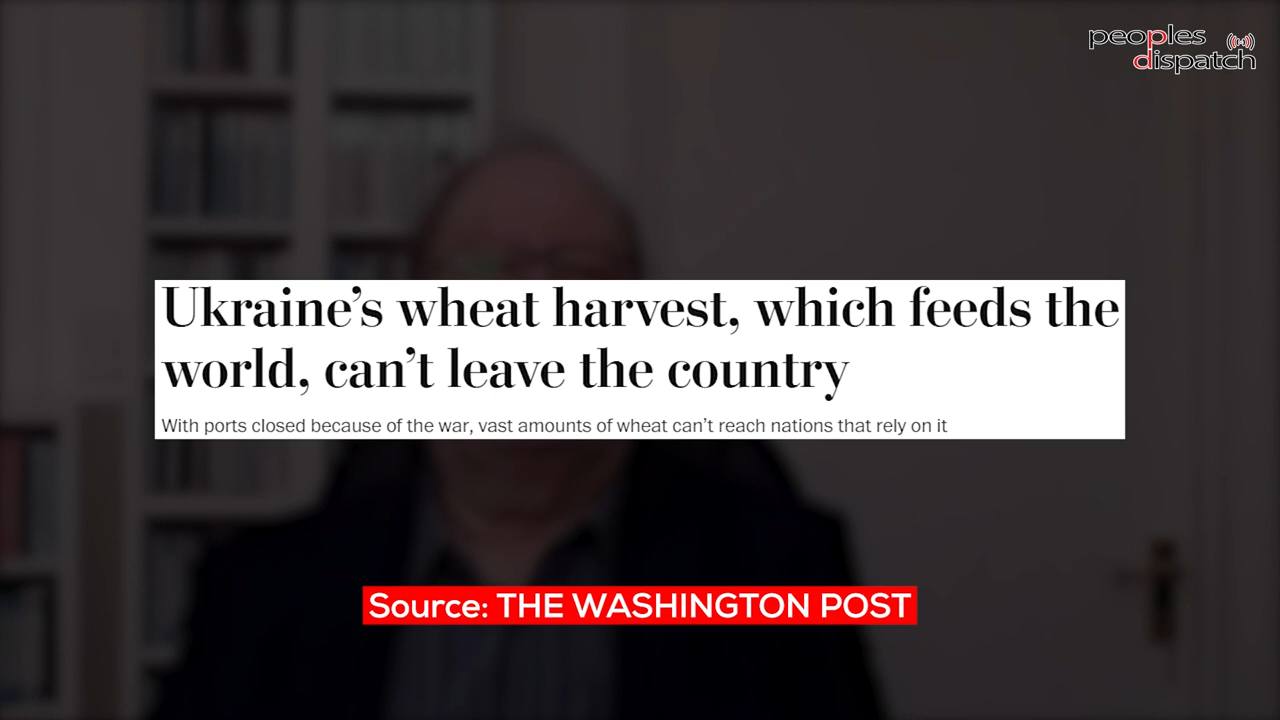 peoples
dispatch
Ukraine’s wheat harvest, which feeds the
world, can’t leave the country
With ports closed because of the war, vast amounts of wheat can’t reach nations that rely on it
Source: THE WASHINGTON POST